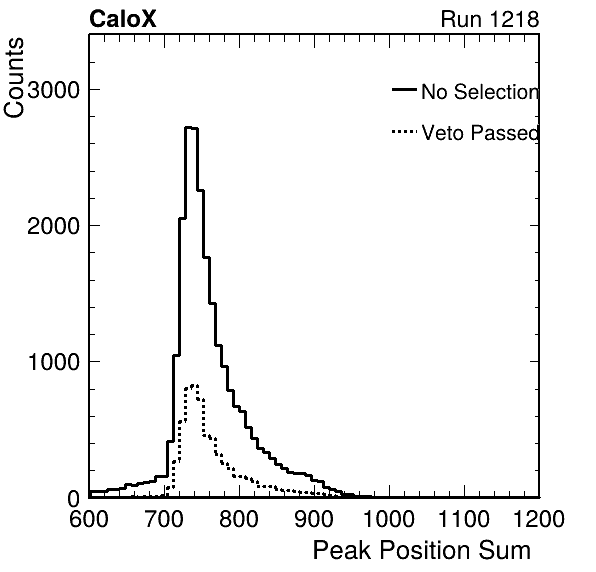 CaloX Run 1218
Counts
3000
2000
1000
0
No Selection
Veto Passed
600 700 800 900 1000 1100 1200
Peak Position Sum